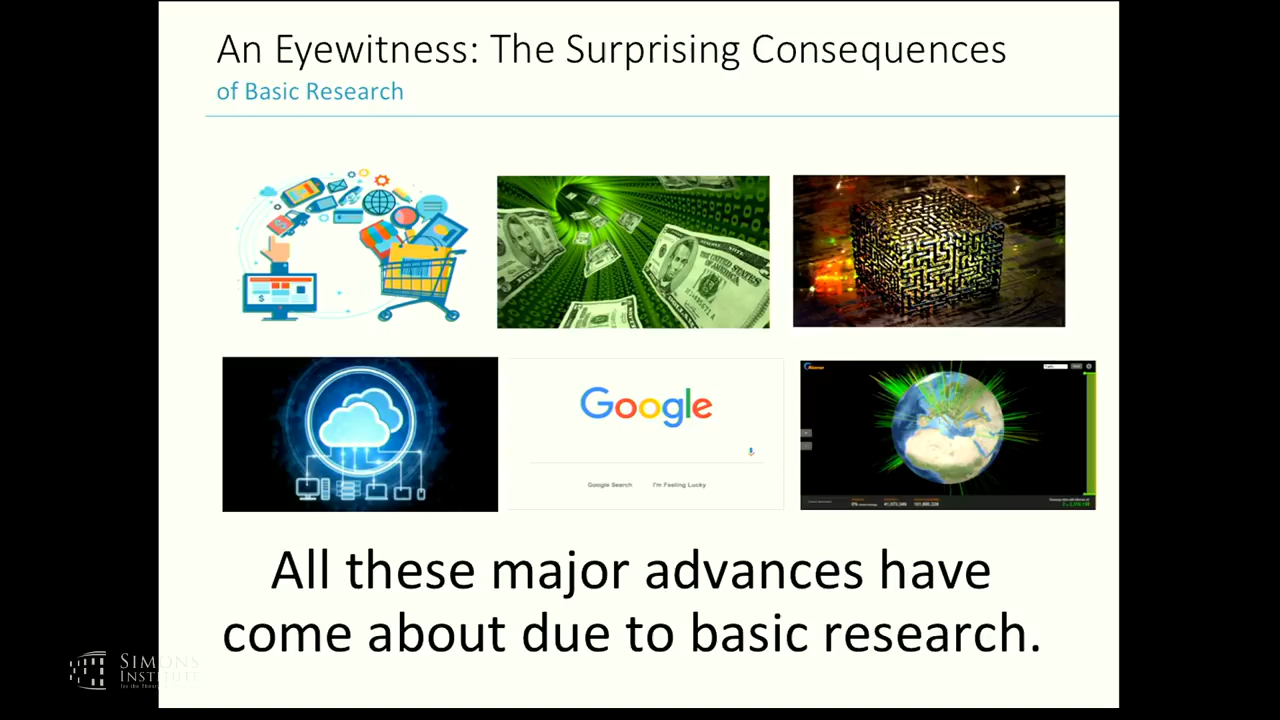 An Eyewitness: The Surprising Consequences
of Basic Research
Google
Google Search I'm Feeling Lucky
All these major advances have
come about due to basic research.
SIMONS
INSTITUTE